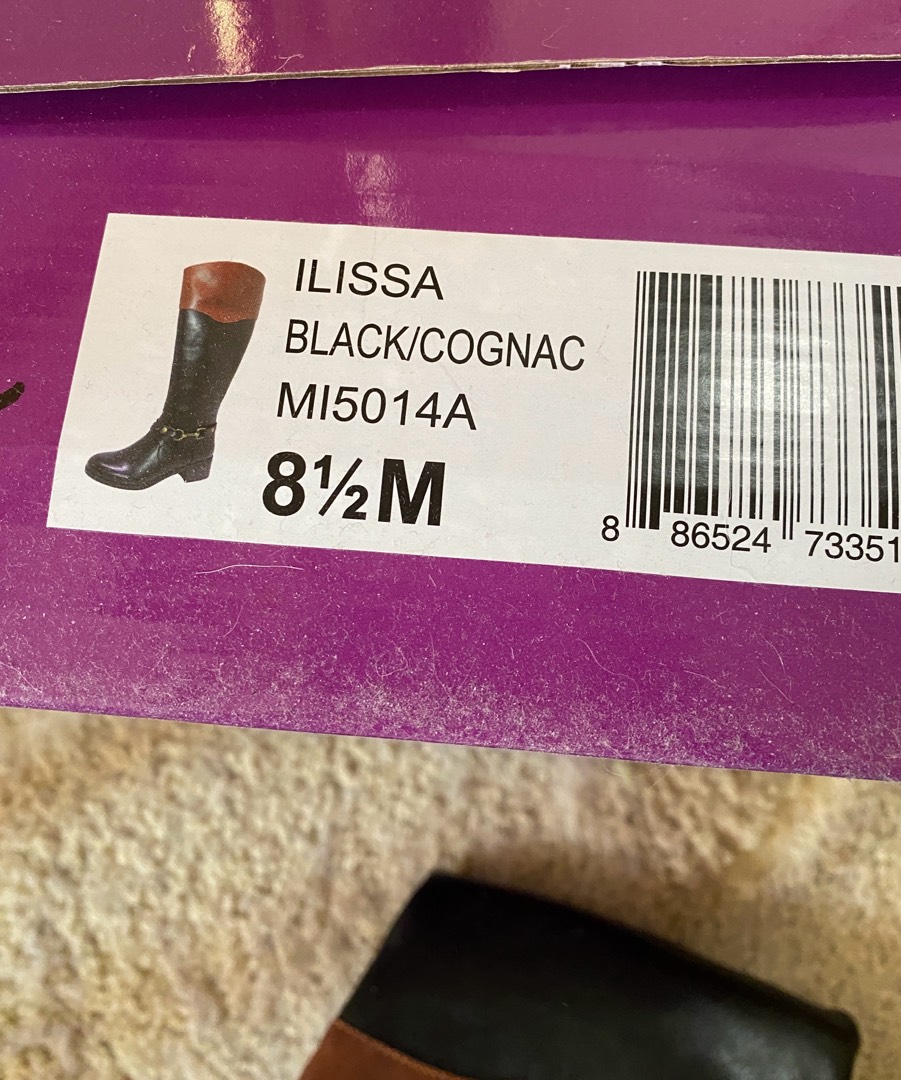 ILISSA
BLACK/COGNAC
MI5014A
8½M
8 86524 73351